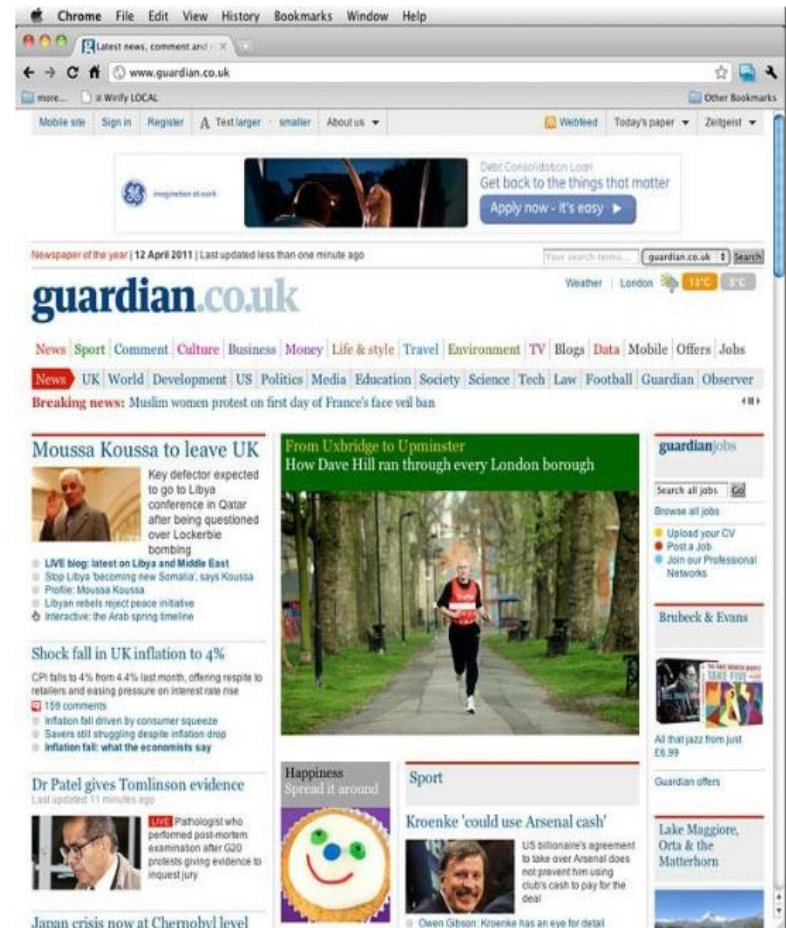 Chrome File Edit View History Bookmarks Window Help
Latest news, comment and
www.guardian.co.uk
more... Wirify LOCAL Other Bookmarks
Mobile site Sign in Register A Text larger · smaller About us Webfeed Today's paper Zeitgeist
imagination at work
Debt Consolidation Loan
Get back to the things that matter
Apply now - it's easy
Newspaper of the year | 12 April 2011 | Last updated less than one minute ago
Your search terms... guardian.co.uk Search
guardian.co.uk
Weather | London 13°C 5°C
News Sport Comment Culture Business Money Life & style Travel Environment TV Blogs Data Mobile Offers Jobs
News UK World Development US Politics Media Education Society Science Tech Law Football Guardian Observer
Breaking news: Muslim women protest on first day of France's face veil ban
Moussa Koussa to leave UK
Key defector expected
to go to Libya
conference in Qatar
after being questioned
over Lockerbie
bombing
LIVE blog: latest on Libya and Middle East
Stop Libya 'becoming new Somalia', says Koussa
Profile: Moussa Koussa
Libyan rebels reject peace initiative
Interactive: the Arab spring timeline
Shock fall in UK inflation to 4%
CPI falls to 4% from 4.4% last month, offering respite to
retailers and easing pressure on interest rate rise
159 comments
Inflation fall driven by consumer squeeze
Savers still struggling despite inflation drop
Inflation fall: what the economists say
Dr Patel gives Tomlinson evidence
Last updated 11 minutes ago
LIVE Pathologist who
performed post-mortem
examination after G20
protests giving evidence to
inquest jury
Japan crisis now at Chernobyl level
From Uxbridge to Upminster
How Dave Hill ran through every London borough
Happiness
Spread it around
Sport
Kroenke 'could use Arsenal cash'
US billionaire's agreement
to take over Arsenal does
not prevent him using
club's cash to pay for the
deal
Owen Gibson: Kroenke has an eye for detail
guardianjobs
Search all jobs Go
Browse all jobs
Upload your CV
Post a Job
Join our Professional
Networks
Brubeck & Evans
TAKE FIVE
All that jazz from just
£6.99
Guardian offers
Lake Maggiore,
Orta & the
Matterhorn